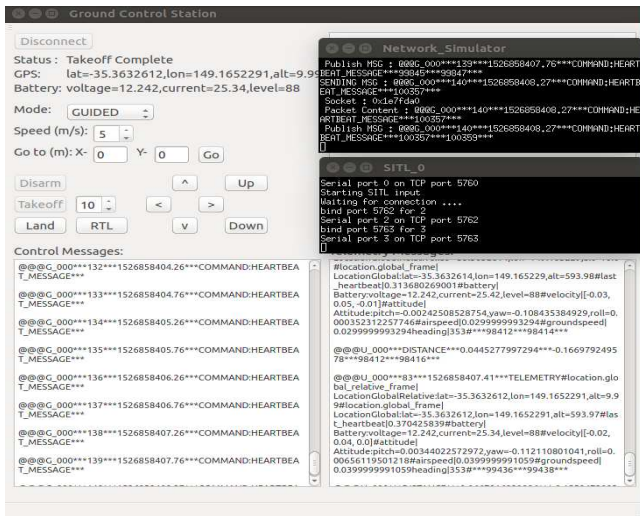 Ground Control Station
Disconnect
Status : Takeoff Complete
GPS: lat=-35.3632612,lon=149.1652291,alt=9.99
Battery: voltage=12.242,current=25.34,level=88
Mode: GUIDED
Speed (m/s): 5
Go to (m): X- 0 Y- 0 Go
Disarm ^ Up
Takeoff 10 < >
Land RTL v Down
Control Messages:
@@@G_000***132***1526858404.26***COMMAND:HEARTBEA
T_MESSAGE***
@@@G_000***133***1526858404.76***COMMAND:HEARTBEA
T_MESSAGE***
@@@G_000***134***1526858405.26***COMMAND:HEARTBEA
T_MESSAGE***
@@@G_000***135***1526858405.76***COMMAND:HEARTBEA
T_MESSAGE***
@@@G_000***136***1526858406.26***COMMAND:HEARTBEA
T_MESSAGE***
@@@G_000***137***1526858406.76***COMMAND:HEARTBEA
T_MESSAGE***
@@@G_000***138***1526858407.26***COMMAND:HEARTBEA
T_MESSAGE***
@@@G_000***139***1526858407.76***COMMAND:HEARTBEA
T_MESSAGE***
Network_Simulator
Publish MSG : @@@G_000***139***1526858407.76***COMMAND:HEART
BEAT_MESSAGE***99845***99847***
SENDING MSG : @@@G_000***140***1526858408.27***COMMAND:HEARTB
EAT_MESSAGE***100357***
Socket : 0x1e7fda0
Packet Content : @@@G_000***140***1526858408.27***COMMAND:HE
ARTBEAT_MESSAGE***100357***
Publish MSG : @@@G_000***140***1526858408.27***COMMAND:HEART
BEAT_MESSAGE***100357***100359***
SITL_0
Serial port 0 on TCP port 5760
Starting SITL input
Waiting for connection ....
bind port 5762 for 2
Serial port 2 on TCP port 5762
bind port 5763 for 3
Serial port 3 on TCP port 5763
Telemetry Messages:
#location.global_frame|
LocationGlobal:lat=-35.3632614,lon=149.165229,alt=593.98#last
_heartbeat|0.313680269001#battery|
Battery:voltage=12.242,current=25.42,level=88#velocity|[-0.03,
0.05, -0.01]#attitude|
Attitude:pitch=-0.00242508528754,yaw=-0.108435384929,roll=0.
000352312257746#airspeed|0.0299999993294#groundspeed|
0.0299999993294heading|353#***98412***98414***
@@@U_000***DISTANCE***0.0445277997294***-0.1669792495
78***98412***98416***
@@@U_000***83***1526858407.41***TELEMETRY#location.glo
bal_relative_frame|
LocationGlobalRelative:lat=-35.3632612,lon=149.1652291,alt=9.9
9#location.global_frame|
LocationGlobal:lat=-35.3632612,lon=149.1652291,alt=593.97#las
t_heartbeat|0.370425839#battery|
Battery:voltage=12.242,current=25.34,level=88#velocity|[-0.02,
0.04, 0.0]#attitude|
Attitude:pitch=0.00344022572972,yaw=-0.112110801041,roll=0.
00656119501218#airspeed|0.0399999991059#groundspeed|
0.0399999991059heading|353#***99436***99438***